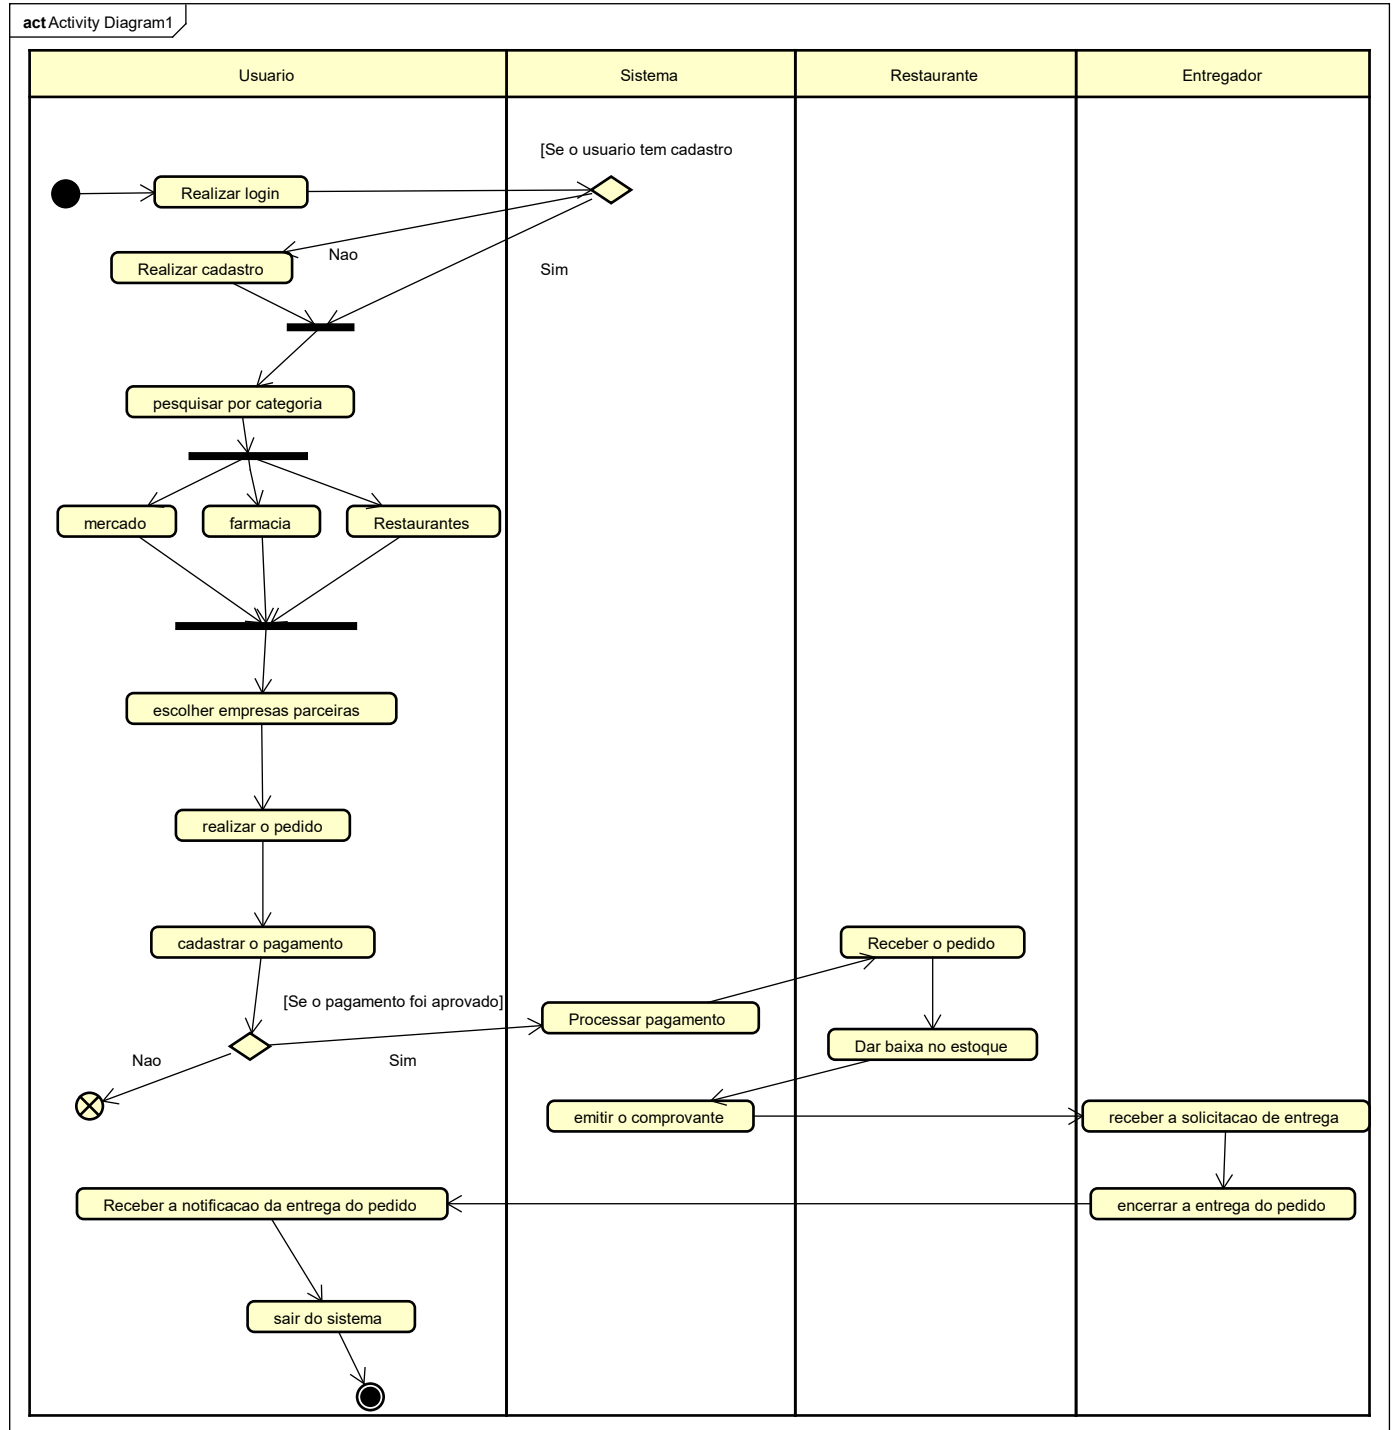 act Activity Diagram1
Usuario
Sistema
Restaurante
Entregador
[Se o usuario tem cadastro
Realizar login
Nao
Realizar cadastro
Sim
pesquisar por categoria
mercado
farmacia
Restaurantes
escolher empresas parceiras
realizar o pedido
cadastrar o pagamento
Receber o pedido
[Se o pagamento foi aprovado]
Processar pagamento
Dar baixa no estoque
Nao
Sim
emitir o comprovante
receber a solicitacao de entrega
Receber a notificacao da entrega do pedido
encerrar a entrega do pedido
sair do sistema